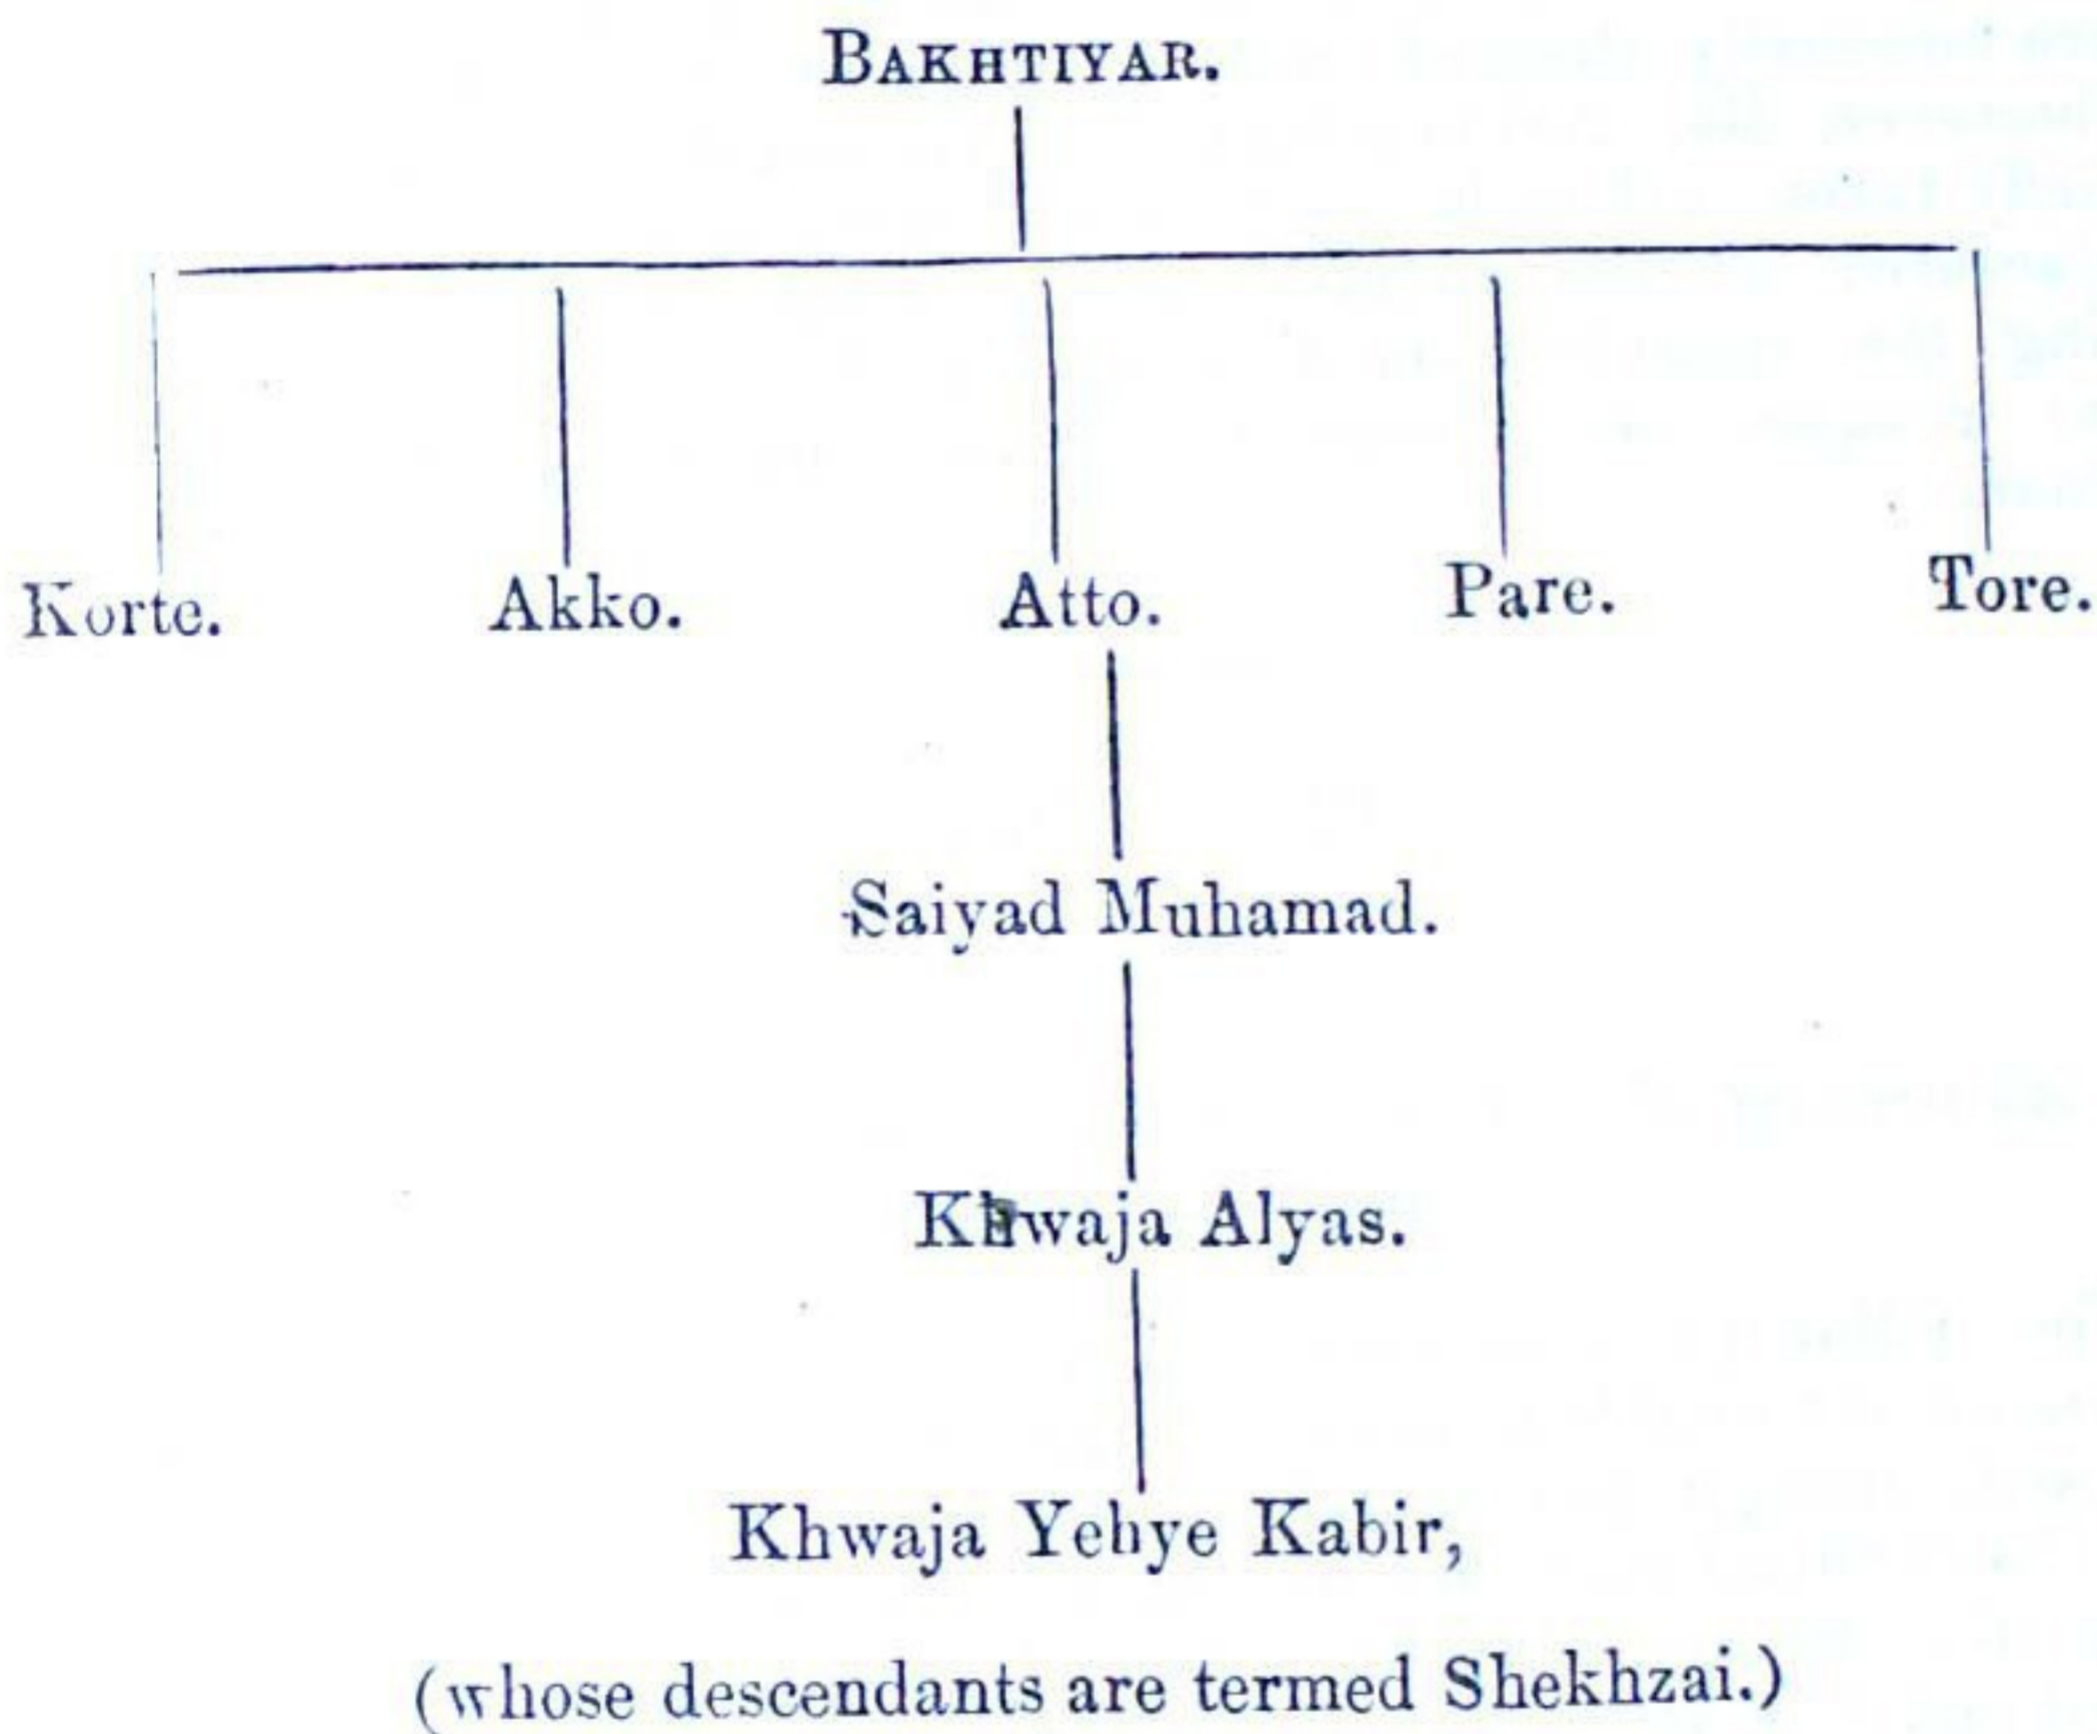 BAKHTIYAR.
Korte. Akko. Atto. Pare. Tore.
Saiyad Muhamad.
Khwaja Alyas.
Khwaja Yehye Kabir,
(whose descendants are termed Shekhzai.)